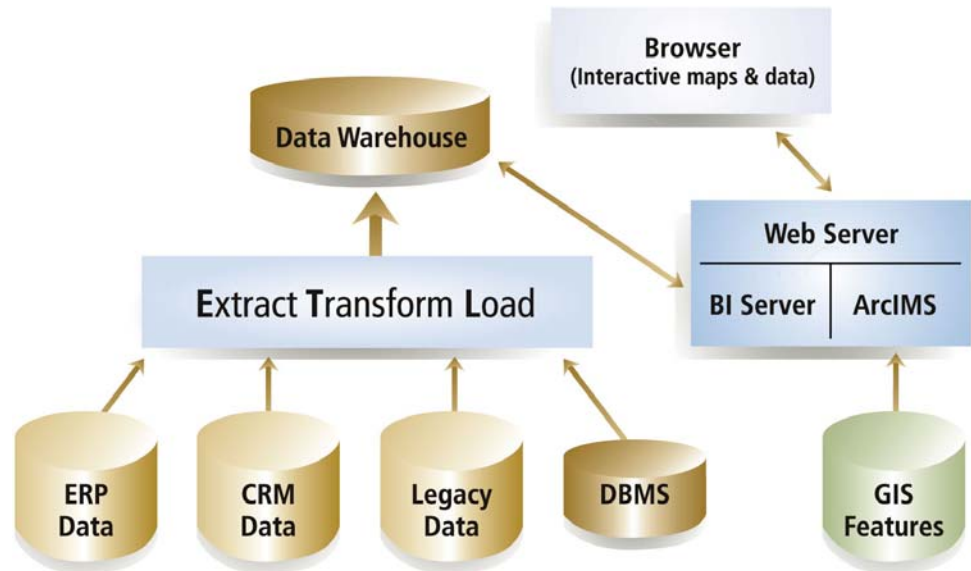 Browser
(Interactive maps & data)
Data Warehouse
Web Server
BI Server
ArcIMS
Extract Transform Load
ERP
Data
CRM
Data
Legacy
Data
DBMS
GIS
Features